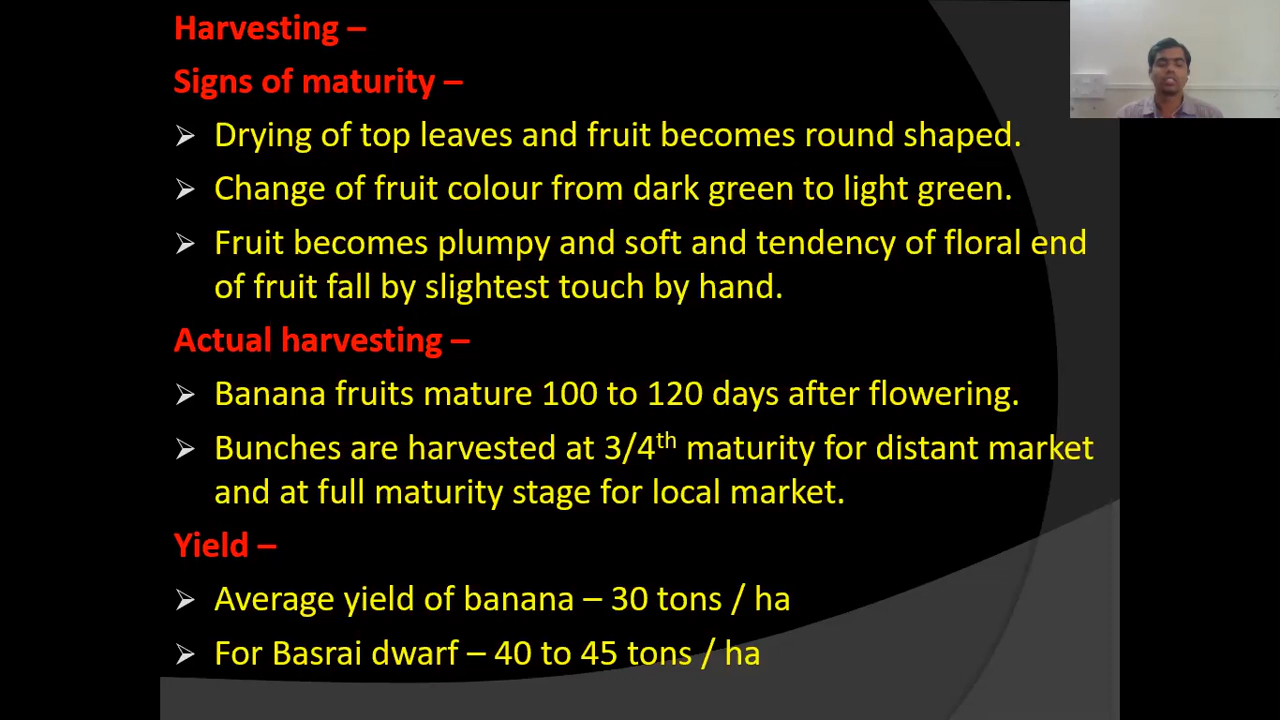 Harvesting –
Signs of maturity –
➢ Drying of top leaves and fruit becomes round shaped.
➢ Change of fruit colour from dark green to light green.
➢ Fruit becomes plumpy and soft and tendency of floral end
of fruit fall by slightest touch by hand.
Actual harvesting –
➢ Banana fruits mature 100 to 120 days after flowering.
➢ Bunches are harvested at 3/4th maturity for distant market
and at full maturity stage for local market.
Yield –
➢ Average yield of banana – 30 tons / ha
➢ For Basrai dwarf – 40 to 45 tons / ha